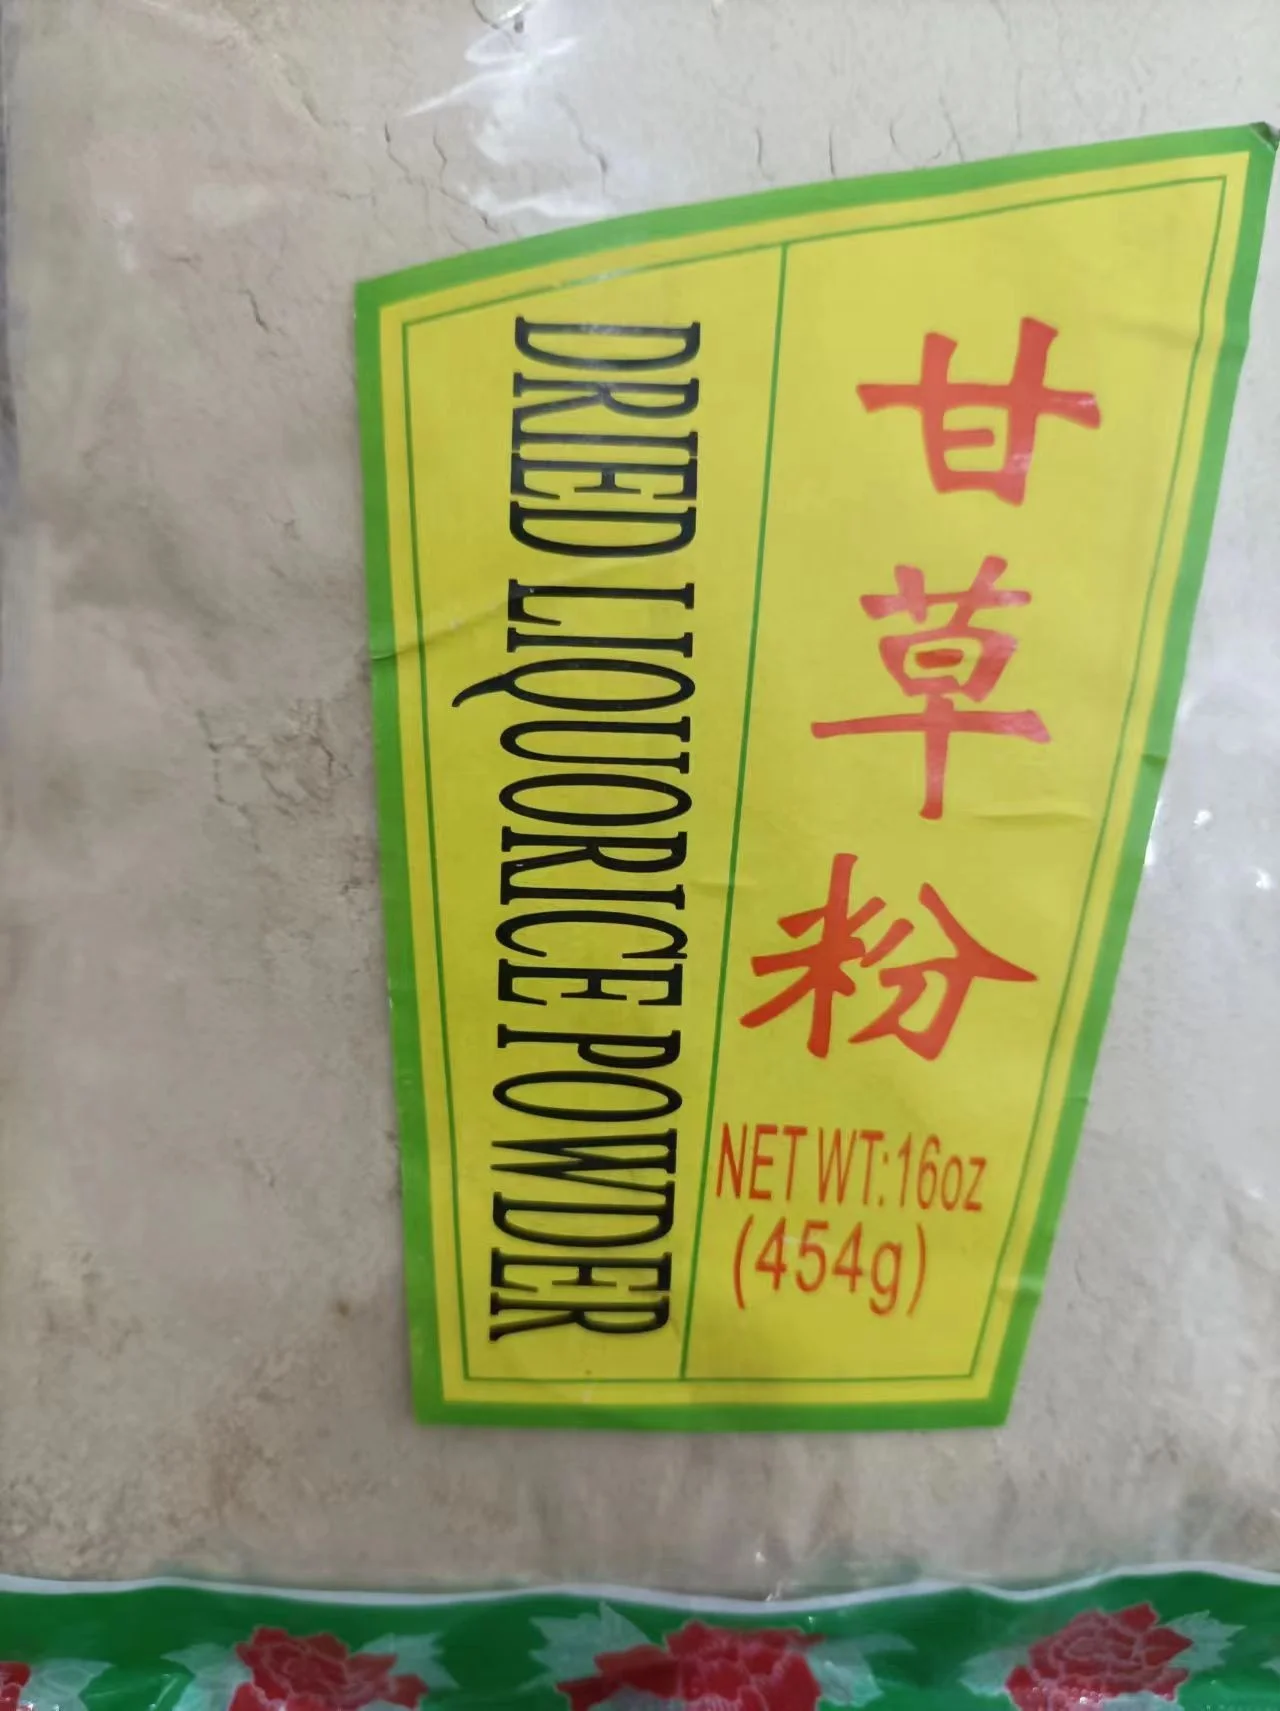 甘草粉
NET WT:16oz
(454g)
DRIED LIQUORICE POWDER